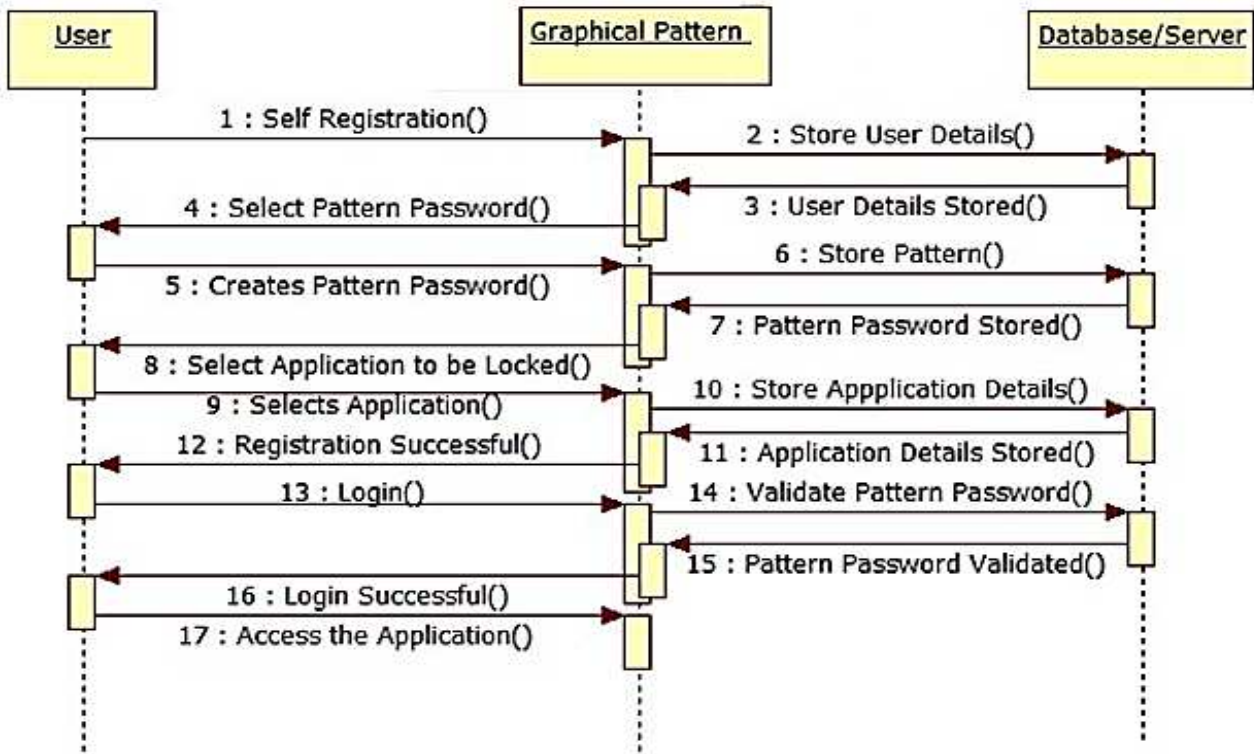 User
Graphical Pattern
Database/Server
1 : Self Registration()
2 : Store User Details()
3 : User Details Stored()
4 : Select Pattern Password()
5 : Creates Pattern Password()
6 : Store Pattern()
7 : Pattern Password Stored()
8 : Select Application to be Locked()
9 : Selects Application()
10 : Store Appplication Details()
11 : Application Details Stored()
12 : Registration Successful()
13 : Login()
14 : Validate Pattern Password()
15 : Pattern Password Validated()
16 : Login Successful()
17 : Access the Application()